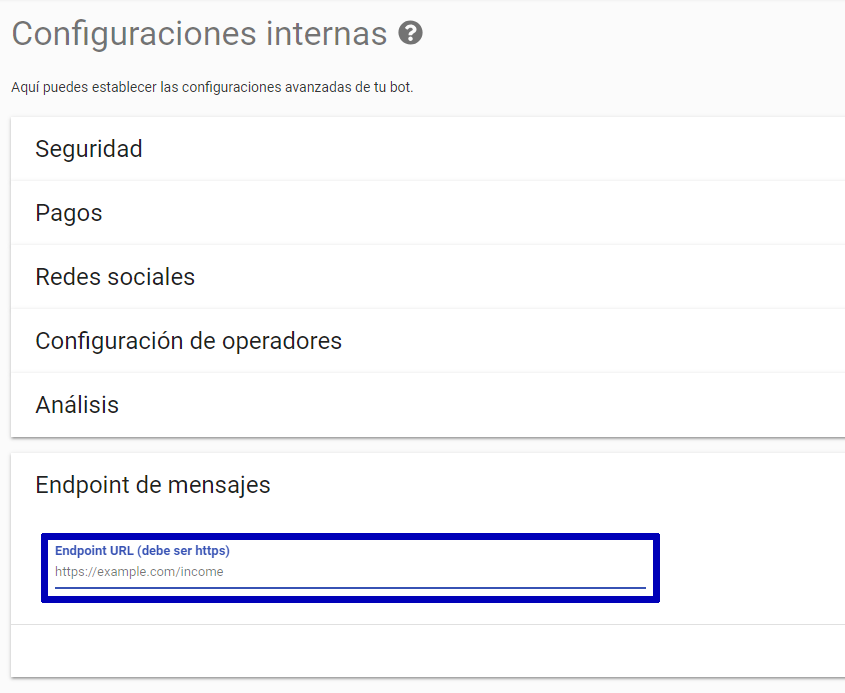 Configuraciones internas ?
Aquí puedes establecer las configuraciones avanzadas de tu bot.
Seguridad
Pagos
Redes sociales
Configuración de operadores
Análisis
Endpoint de mensajes
Endpoint URL (debe ser https)
https://example.com/income